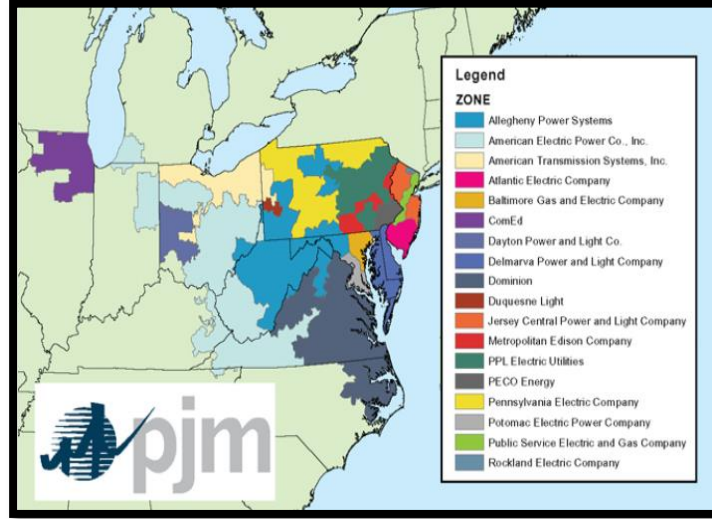 Legend
ZONE
Allegheny Power Systems
American Electric Power Co., Inc.
American Transmission Systems, Inc.
Atlantic Electric Company
Baltimore Gas and Electric Company
ComEd
Dayton Power and Light Co.
Delmarva Power and Light Company
Dominion
Duquesne Light
Jersey Central Power and Light Company
Metropolitan Edison Company
PPL Electric Utilities
PECO Energy
Pennsylvania Electric Company
Potomac Electric Power Company
Public Service Electric and Gas Company
Rockland Electric Company
pjm